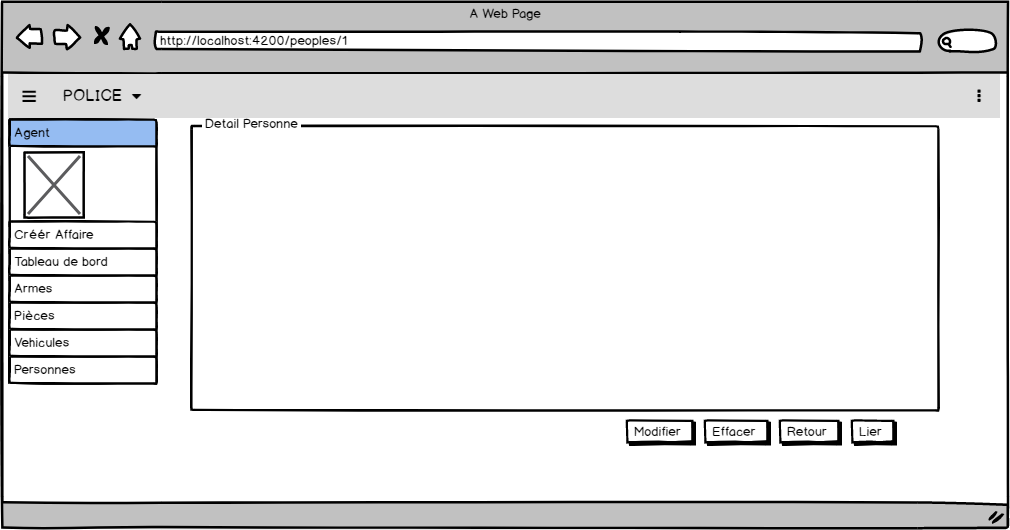 A Web Page
http://localhost:4200/peoples/1
POLICE
Agent
Créér Affaire
Tableau de bord
Armes
Pièces
Vehicules
Personnes
Detail Personne
Modifier
Effacer
Retour
Lier